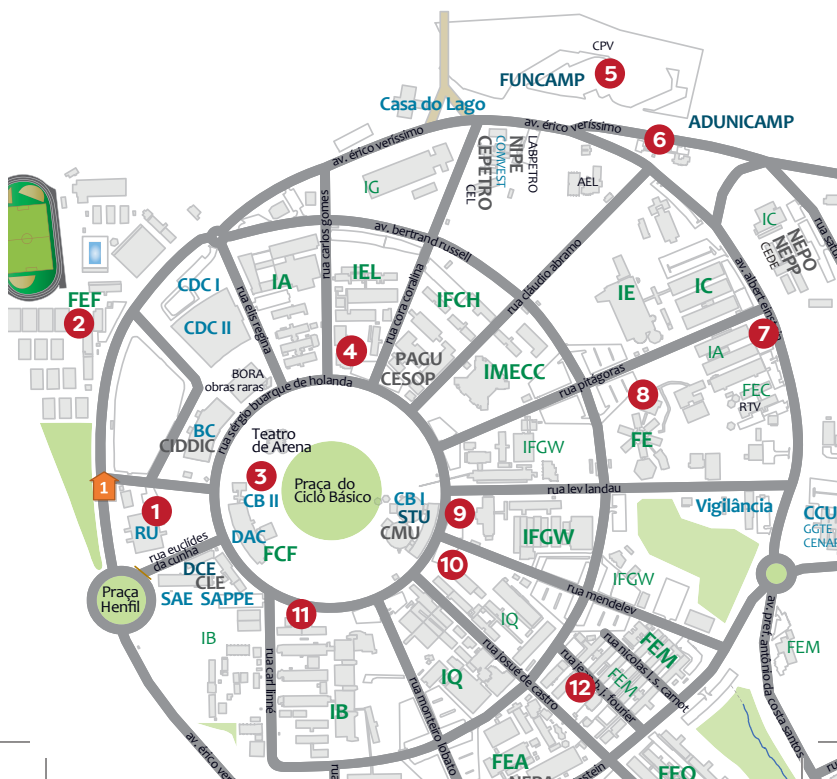 CPV
FUNCAMP
5
Casa do Lago
ADUNICAMP
av. érico veríssimo
av. érico veríssimo
6
NIPE
CEPETRO
COMVEST
CEL
LABPETRO
AEL
IG
rua carlos gomes
av. bertrand russell
IC
NEPO
NEPP
CEDE
FEF
2
CDC I
CDC II
rua elis regina
IA
IEL
rua cora coralina
IFCH
rua cláudio abramo
IE
IC
av. albert einstein
7
4
PAGU
CESOP
IMECC
rua pitágoras
IA
FEC
RTV
8
FE
BORA
obras raras
rua sérgio buarque de holanda
BC
CIDDIC
Teatro
de Arena
3
CB II
Praça do
Ciclo Básico
CB I
STU
CMU
9
IFGW
rua lev landau
Vigilância
CCU
GGTE
1
1
RU
DAC
FCF
IFGW
10
rua euclides
da cunha
DCE
CLE
SAE
SAPPE
Praça
Henfil
IFGW
rua mendelev
11
IB
IQ
rua josué de castro
FEM
rua nicolas l. s. carnot
FEM
FEM
av. pref. antônio da costa santos
12
rua carl linné
IB
rua monteiro lobato
IQ
FEA
FEQ